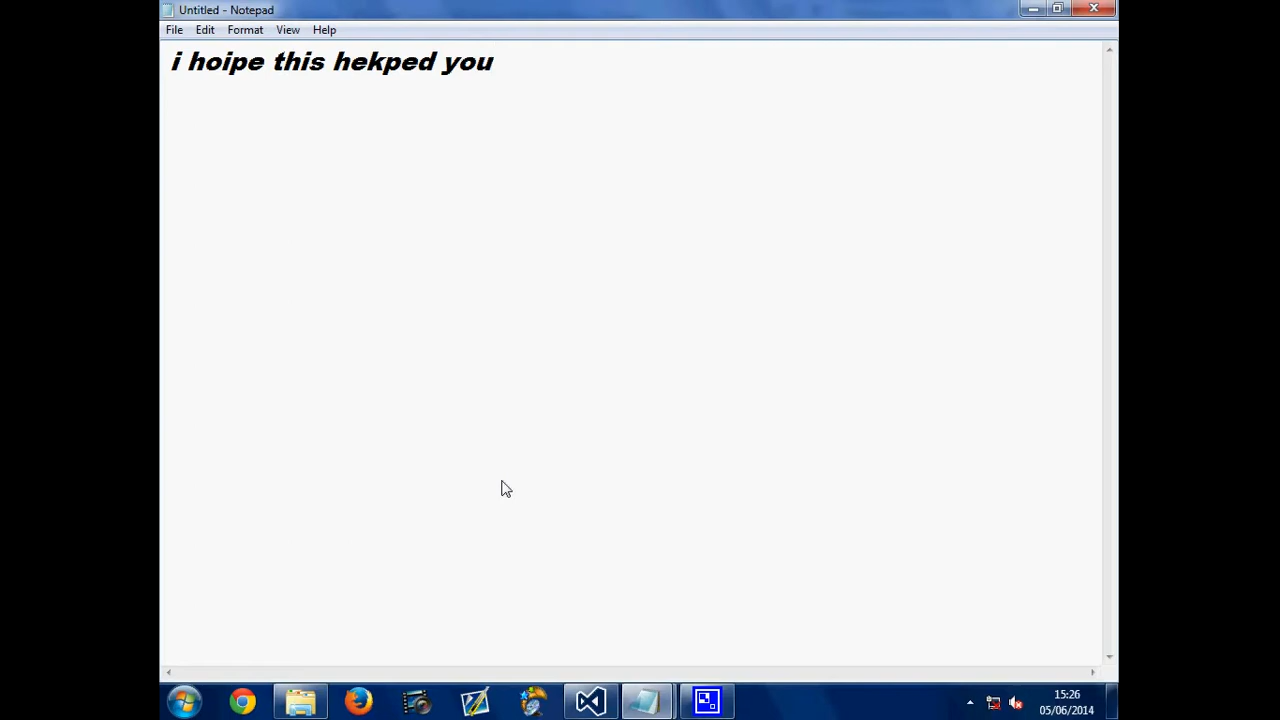 Untitled - Notepad
File Edit Format View Help
i hoipe this hekped you
15:26
05/06/2014